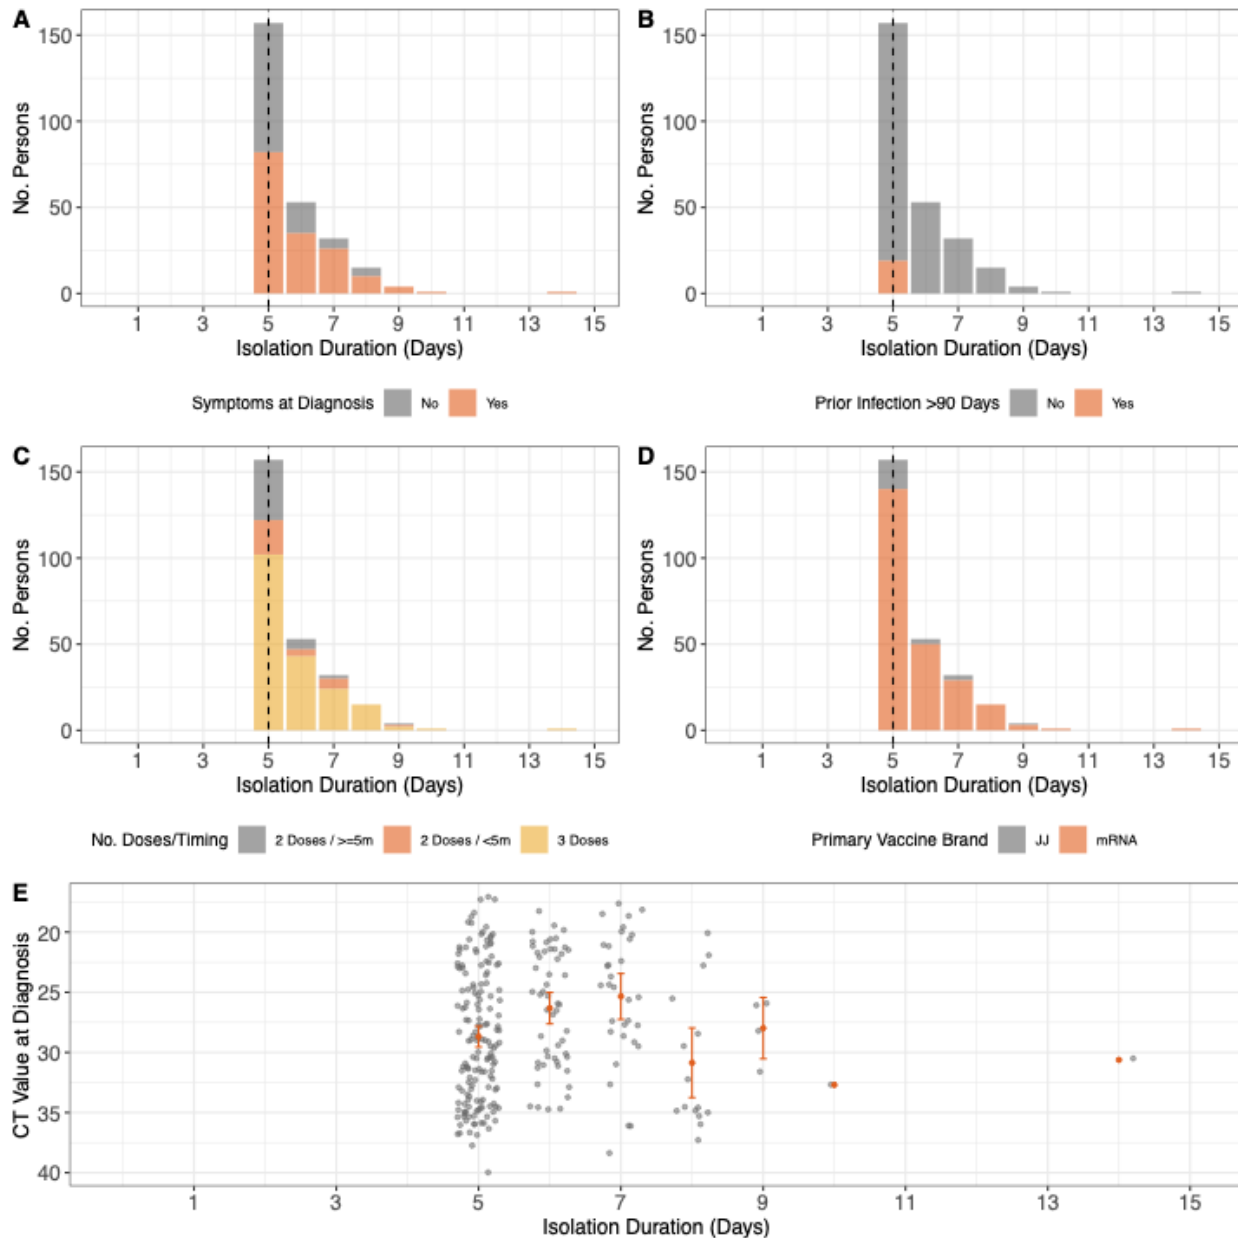 A
B
No. Persons
150
100
50
0
1 3 5 7 9 11 13 15
Isolation Duration (Days)
Symptoms at Diagnosis No Yes
No. Persons
150
100
50
0
1 3 5 7 9 11 13 15
Isolation Duration (Days)
Prior Infection >90 Days No Yes
C
D
No. Persons
150
100
50
0
1 3 5 7 9 11 13 15
Isolation Duration (Days)
No. Doses/Timing 2 Doses / >=5m 2 Doses / <5m 3 Doses
No. Persons
150
100
50
0
1 3 5 7 9 11 13 15
Isolation Duration (Days)
Primary Vaccine Brand JJ mRNA
E
CT Value at Diagnosis
20
25
30
35
40
1 3 5 7 9 11 13 15
Isolation Duration (Days)